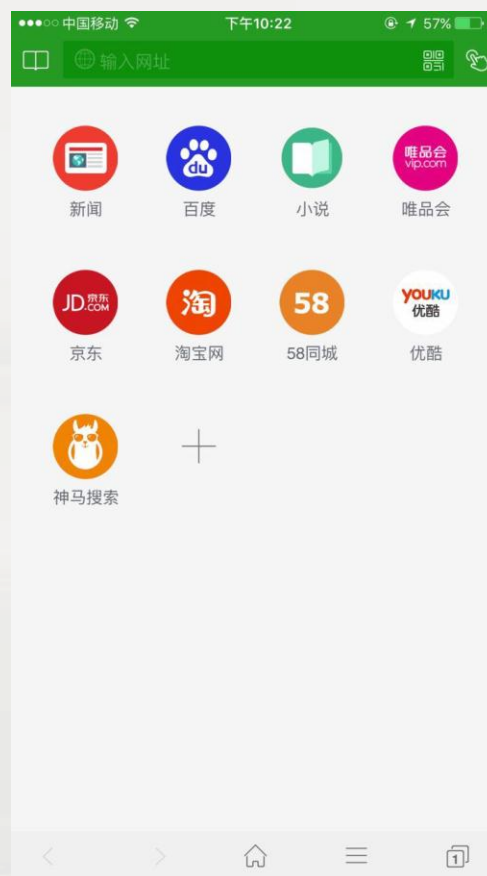 中国移动 下午10:22 57%
输入网址
du 唯品会
vip.com
新闻 百度 小说 唯品会
JD京东.COM 淘 58 YOUKU
优酷
京东 淘宝网 58同城 优酷
神马搜索
1